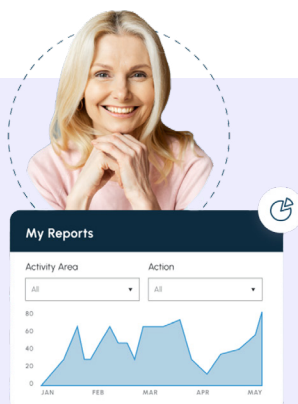 My Reports
Activity Area Action
All All
80
60
40
20
0
JAN FEB MAR APR MAY